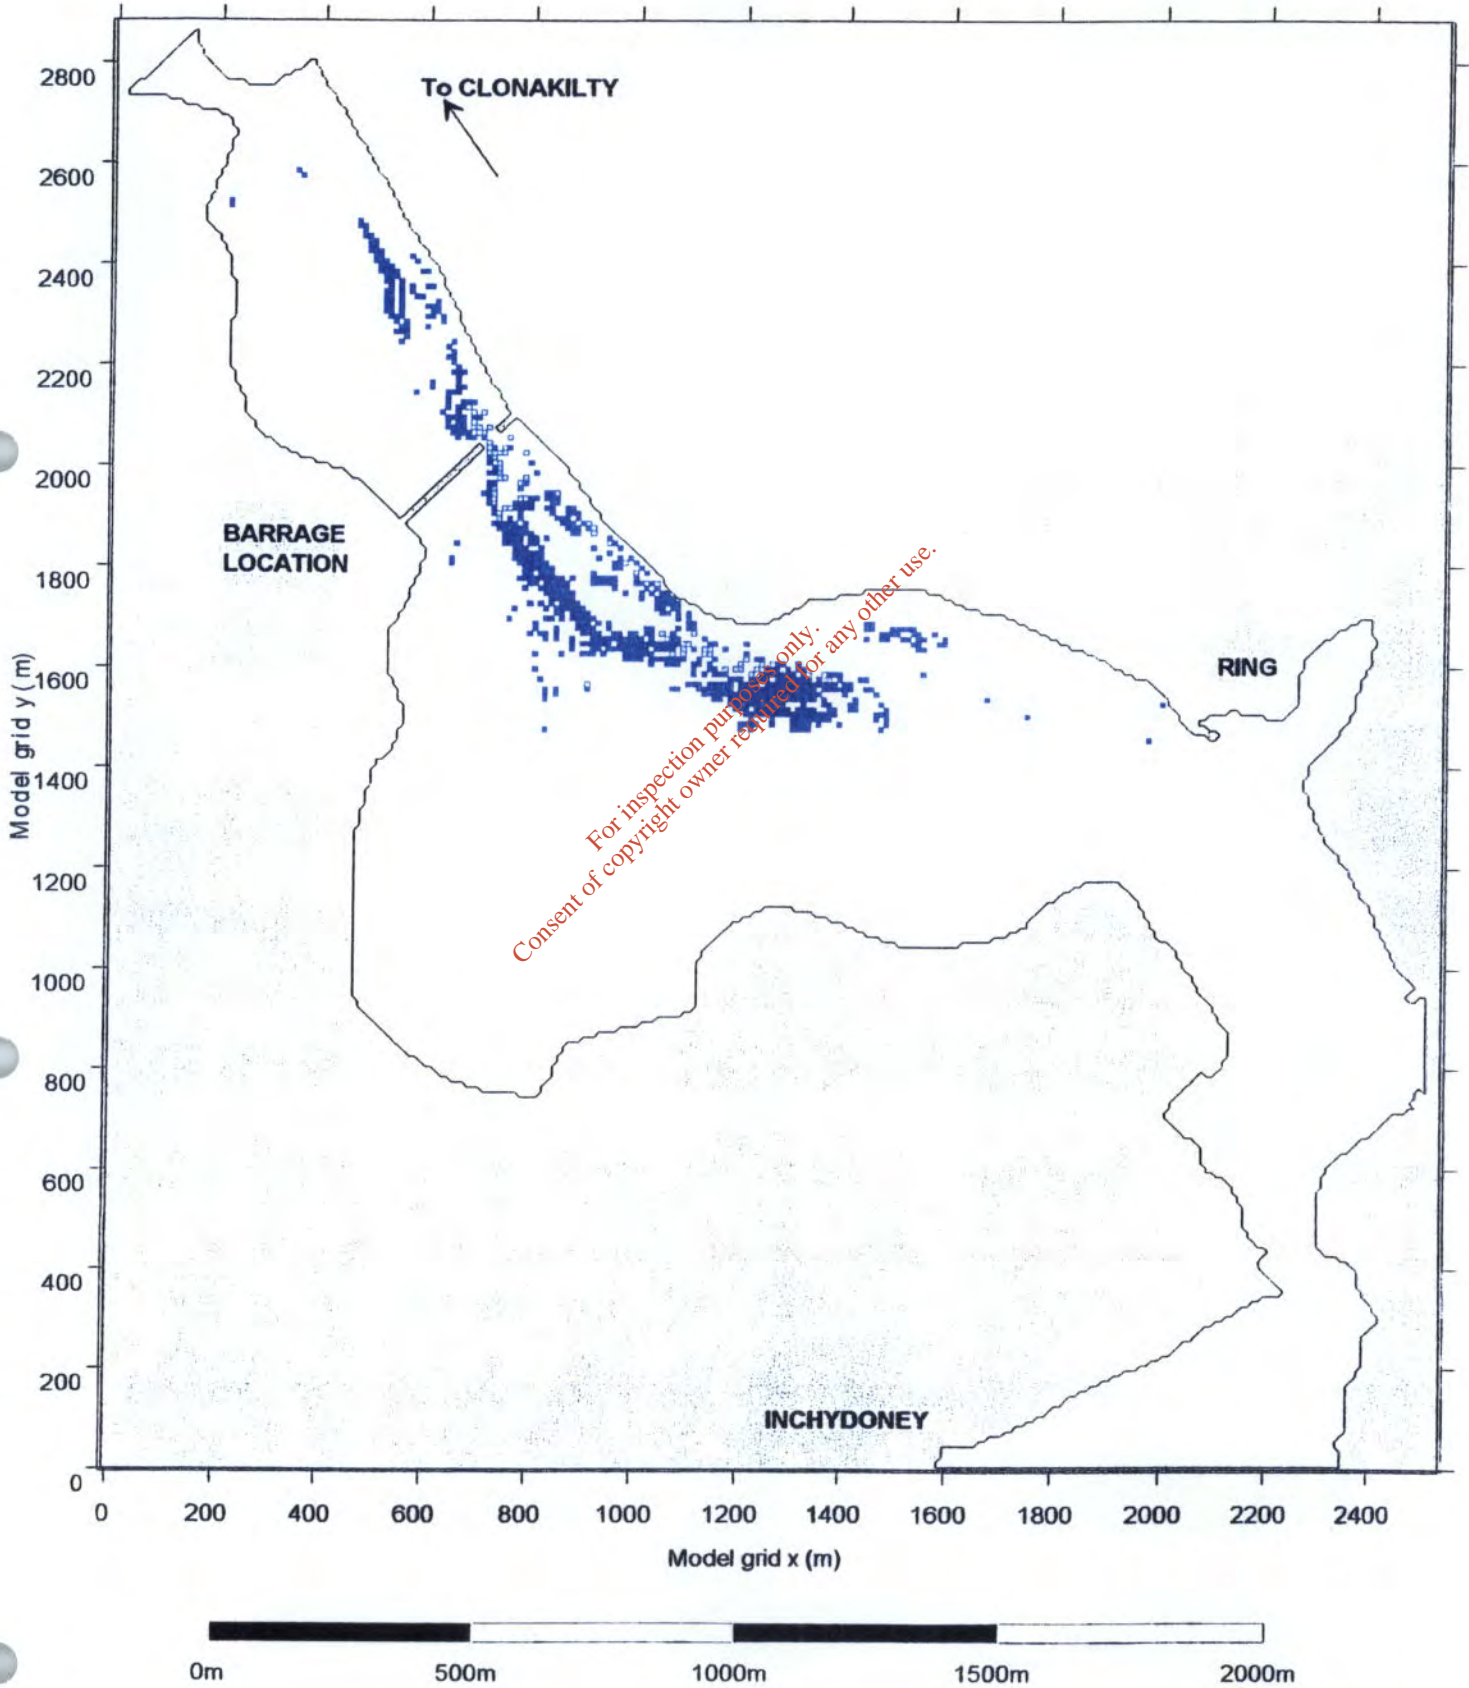 To CLONAKILTY
2800
2600
2400
2200
2000
1800
1600
1400
1200
1000
800
600
400
200
0
Model grid y (m)
BARRAGE
LOCATION
RING
INCHYDONEY
For inspection purposes only.
Consent of copyright owner required for any other use.
0 200 400 600 800 1000 1200 1400 1600 1800 2000 2200 2400
Model grid x (m)
0m 500m 1000m 1500m 2000m